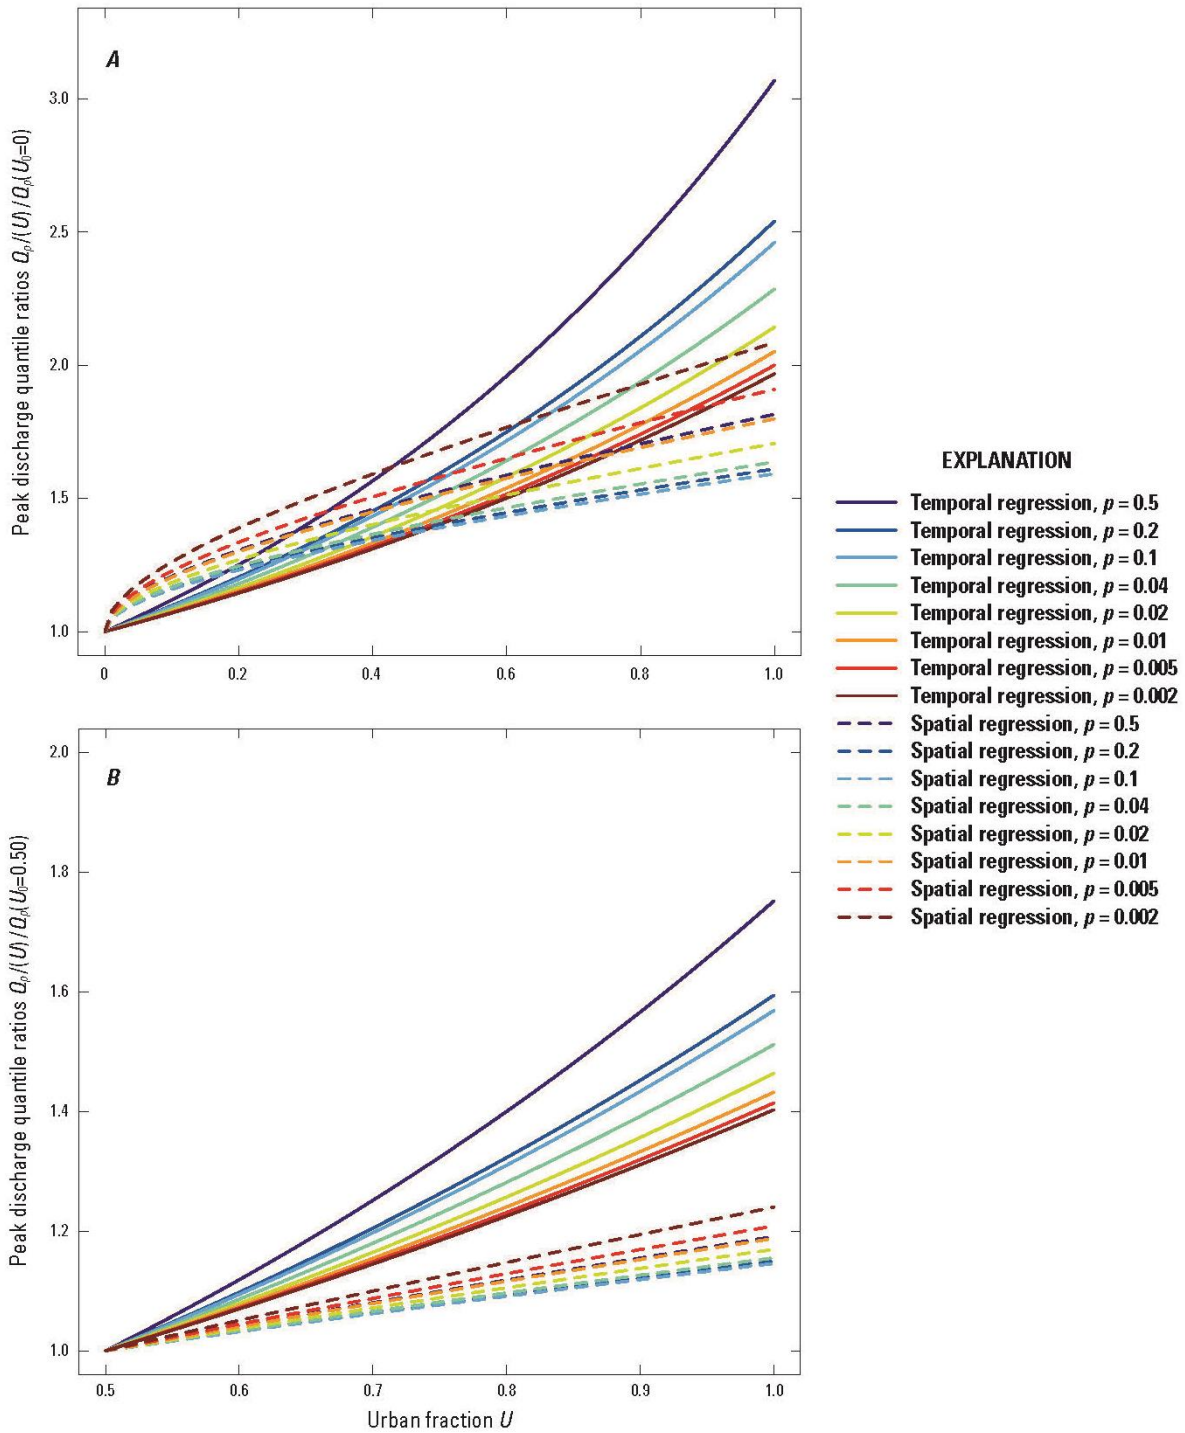 A
Peak discharge quantile ratios Qp/(U)/Qp(U0=0)
3.0
2.5
2.0
1.5
1.0
0 0.2 0.4 0.6 0.8 1.0
EXPLANATION
Temporal regression, p = 0.5
Temporal regression, p = 0.2
Temporal regression, p = 0.1
Temporal regression, p = 0.04
Temporal regression, p = 0.02
Temporal regression, p = 0.01
Temporal regression, p = 0.005
Temporal regression, p = 0.002
Spatial regression, p = 0.5
Spatial regression, p = 0.2
Spatial regression, p = 0.1
Spatial regression, p = 0.04
Spatial regression, p = 0.02
Spatial regression, p = 0.01
Spatial regression, p = 0.005
Spatial regression, p = 0.002
B
Peak discharge quantile ratios Qp/(U)/Qp(U0=0.50)
2.0
1.8
1.6
1.4
1.2
1.0
0.5 0.6 0.7 0.8 0.9 1.0
Urban fraction U